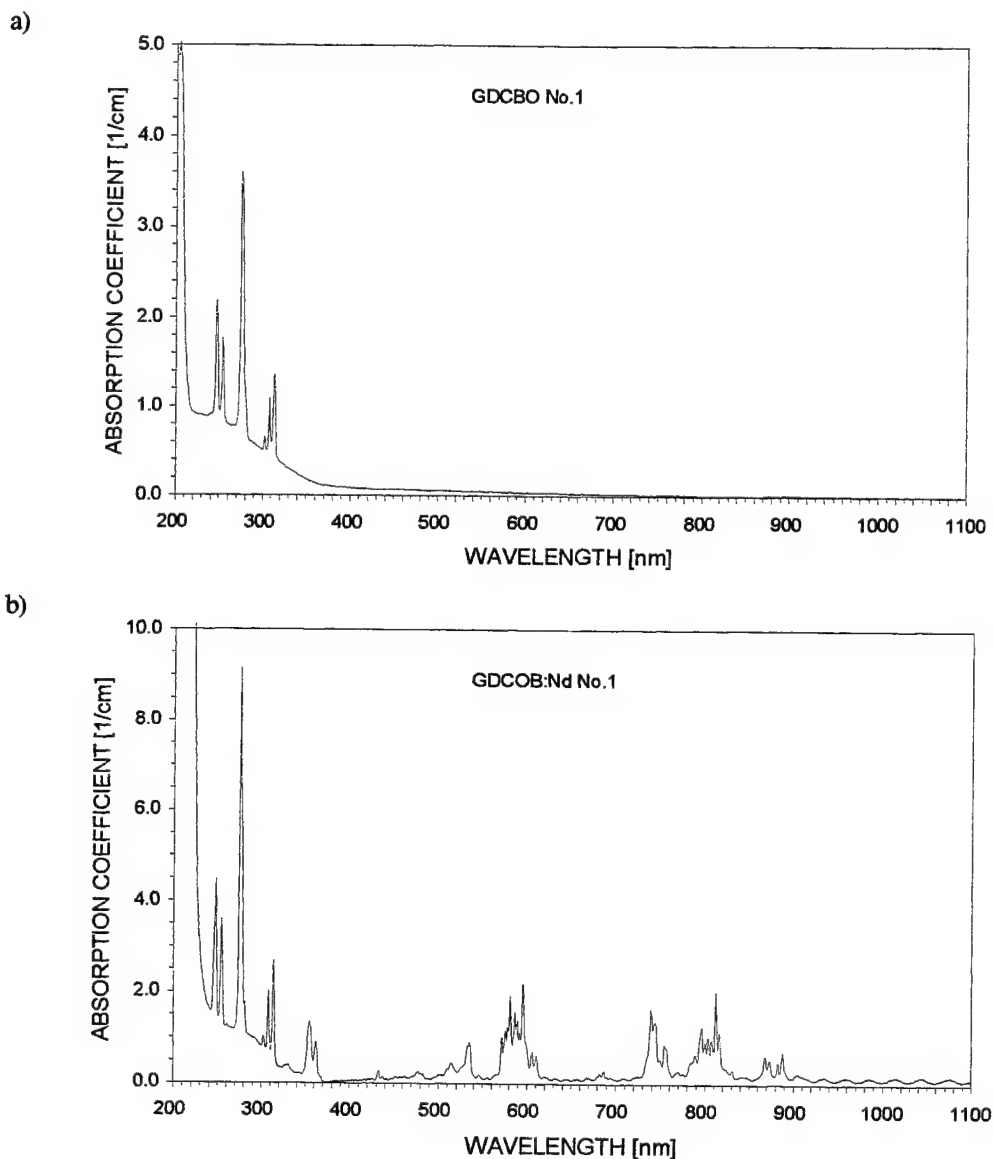 a)
GDCBO No.1
ABSORPTION COEFFICIENT [1/cm]
5.0
4.0
3.0
2.0
1.0
0.0
200 300 400 500 600 700 800 900 1000 1100
WAVELENGTH [nm]
b)
GDCOB:Nd No.1
ABSORPTION COEFFICIENT [1/cm]
10.0
8.0
6.0
4.0
2.0
0.0
200 300 400 500 600 700 800 900 1000 1100
WAVELENGTH [nm]